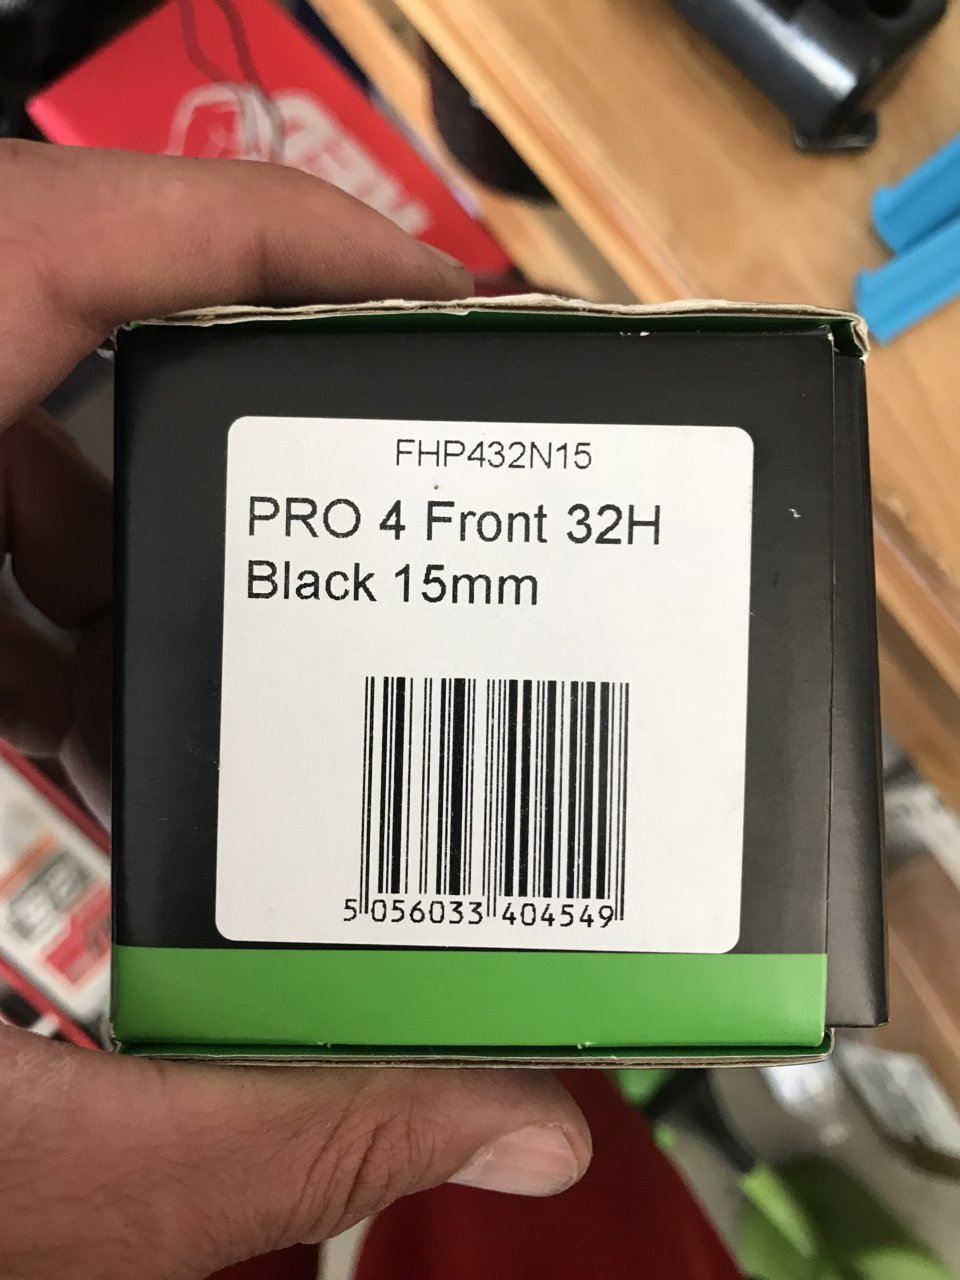 FHP432N15
PRO 4 Front 32H
Black 15mm
5 056033 404549